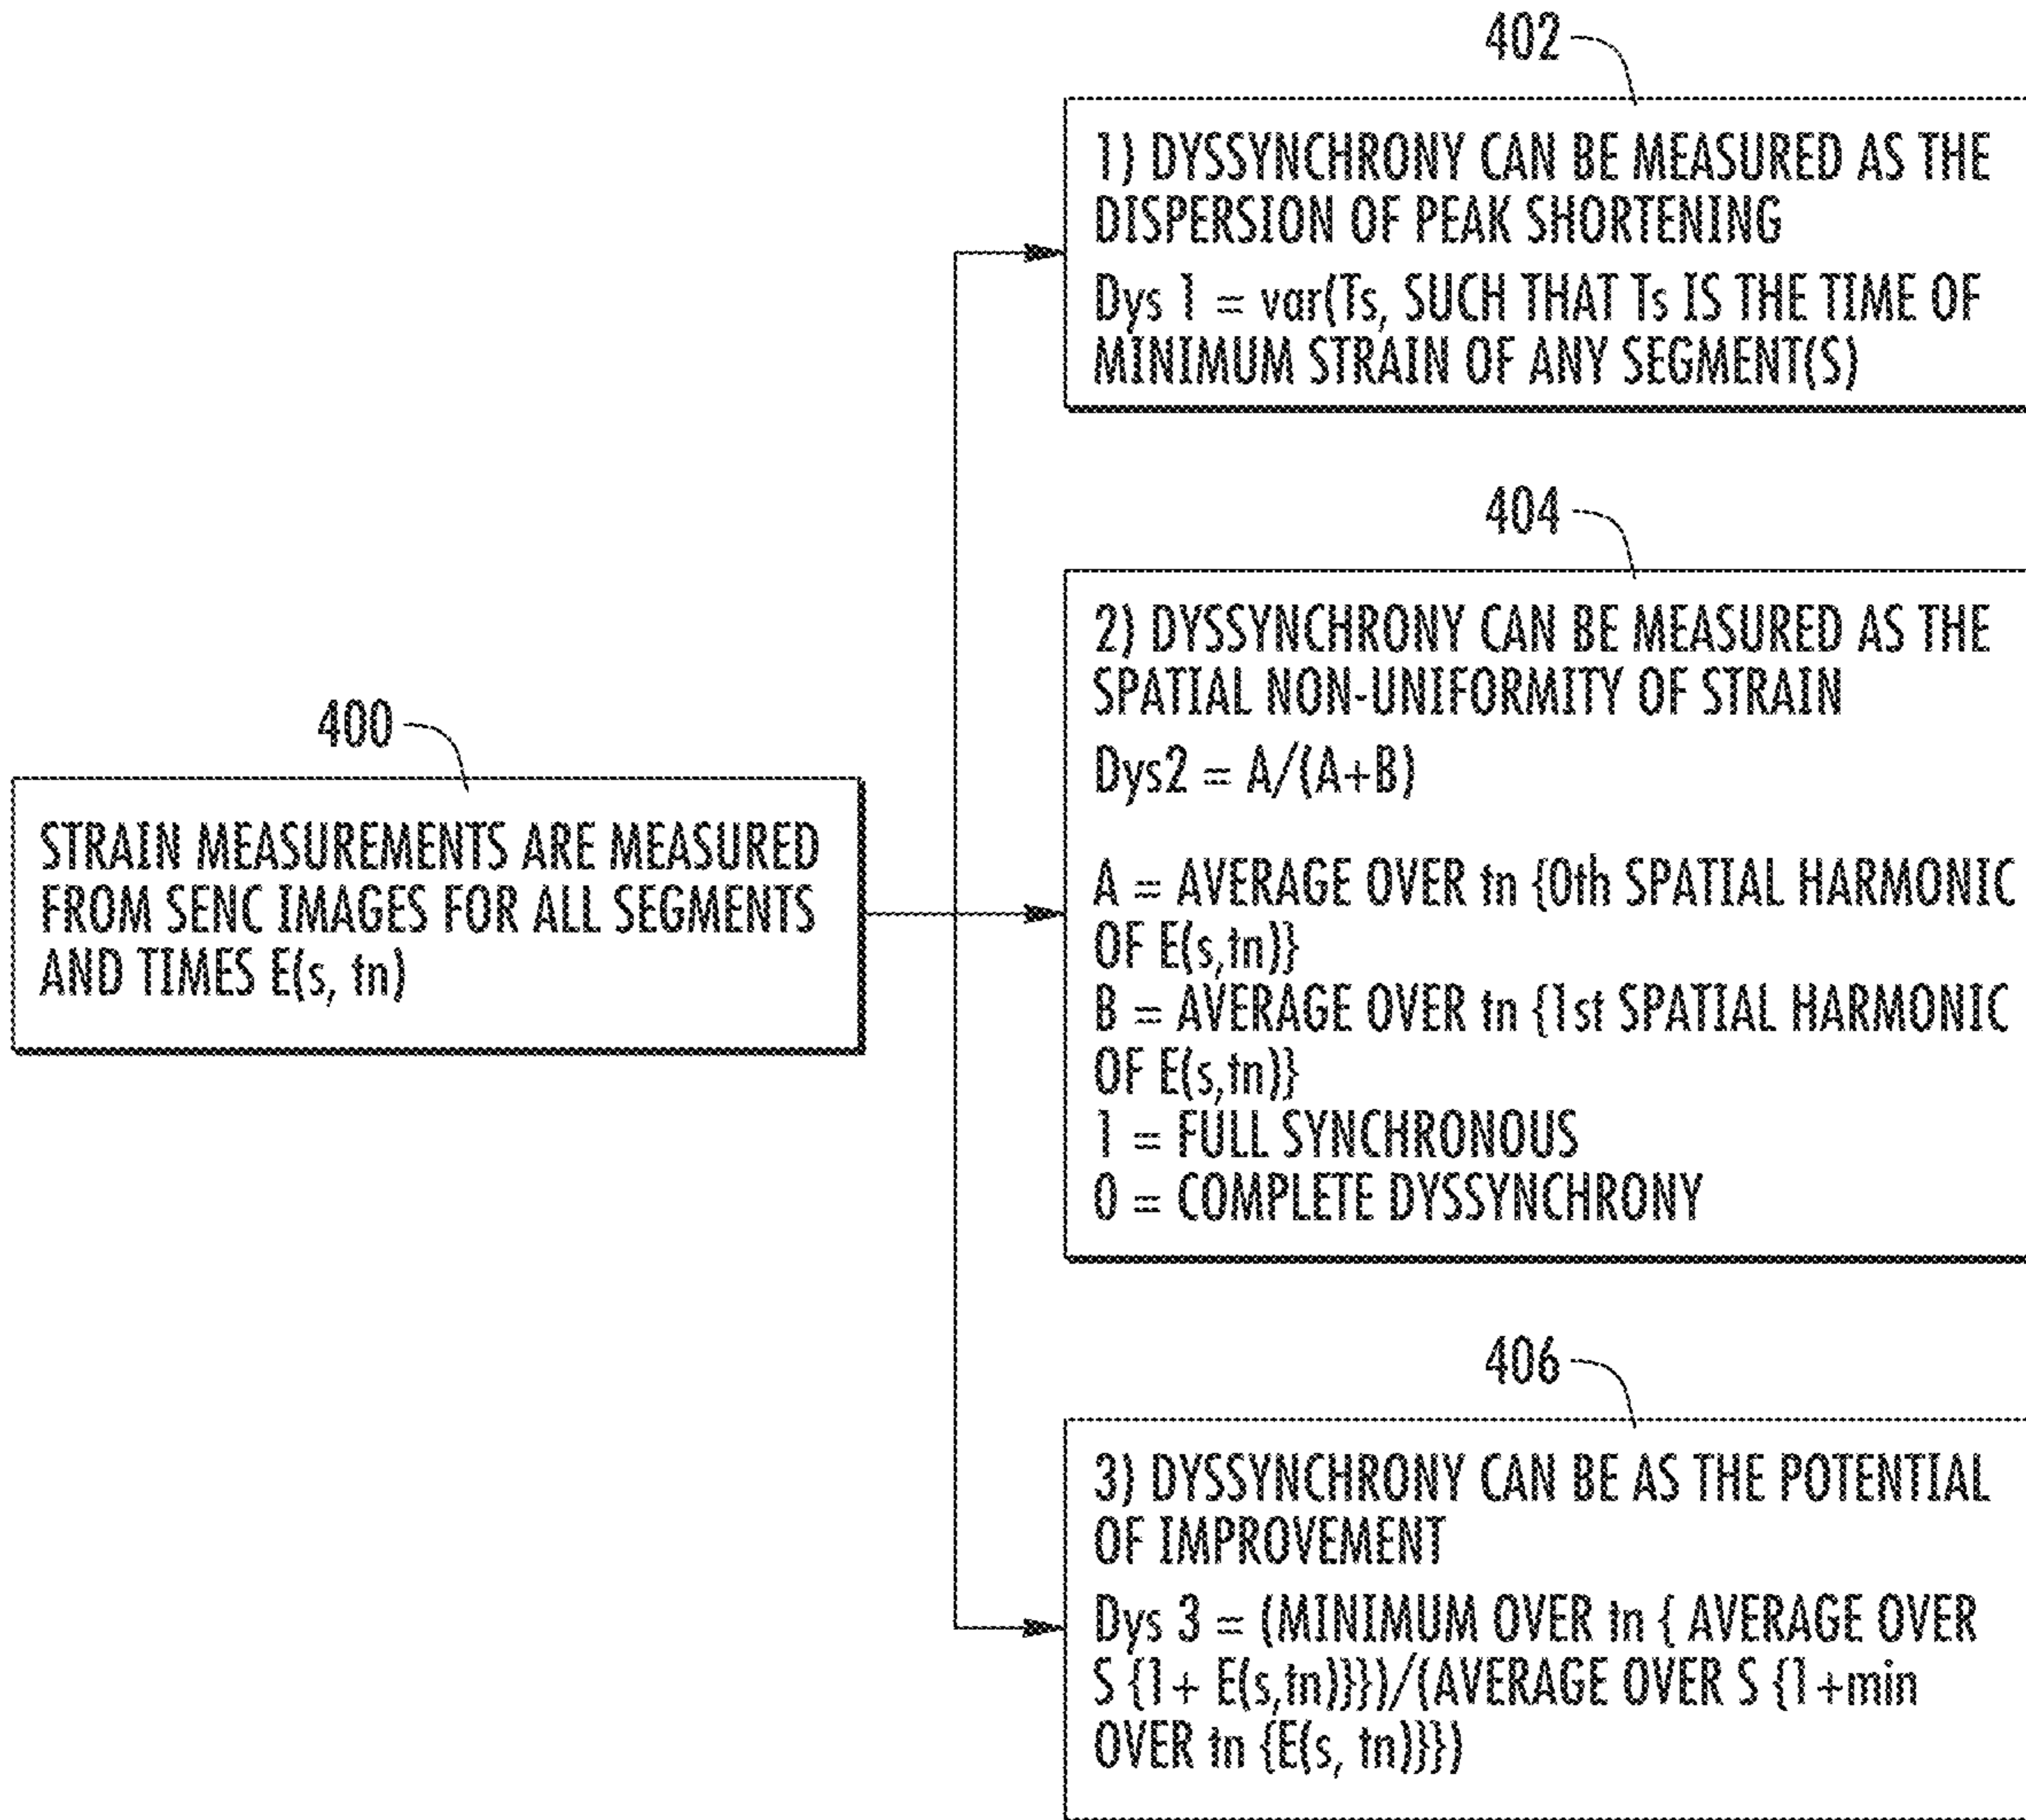 402
1) DYSSYNCHRONY CAN BE MEASURED AS THE
DISPERSION OF PEAK SHORTENING
Dys 1 = var(Ts, SUCH THAT Ts IS THE TIME OF
MINIMUM STRAIN OF ANY SEGMENT(S)
404
2) DYSSYNCHRONY CAN BE MEASURED AS THE
SPATIAL NON-UNIFORMITY OF STRAIN
Dys2 = A/(A+B)
A = AVERAGE OVER tn {0th SPATIAL HARMONIC
OF E(s,tn)}
B = AVERAGE OVER tn {1st SPATIAL HARMONIC
OF E(s,tn)}
1 = FULL SYNCHRONOUS
0 = COMPLETE DYSSYNCHRONY
400
STRAIN MEASUREMENTS ARE MEASURED
FROM SENC IMAGES FOR ALL SEGMENTS
AND TIMES E(s, tn)
406
3) DYSSYNCHRONY CAN BE AS THE POTENTIAL
OF IMPROVEMENT
Dys 3 = (MINIMUM OVER tn { AVERAGE OVER
S {1+ E(s,tn)}})/(AVERAGE OVER S {1+min
OVER tn {E(s, tn)}})